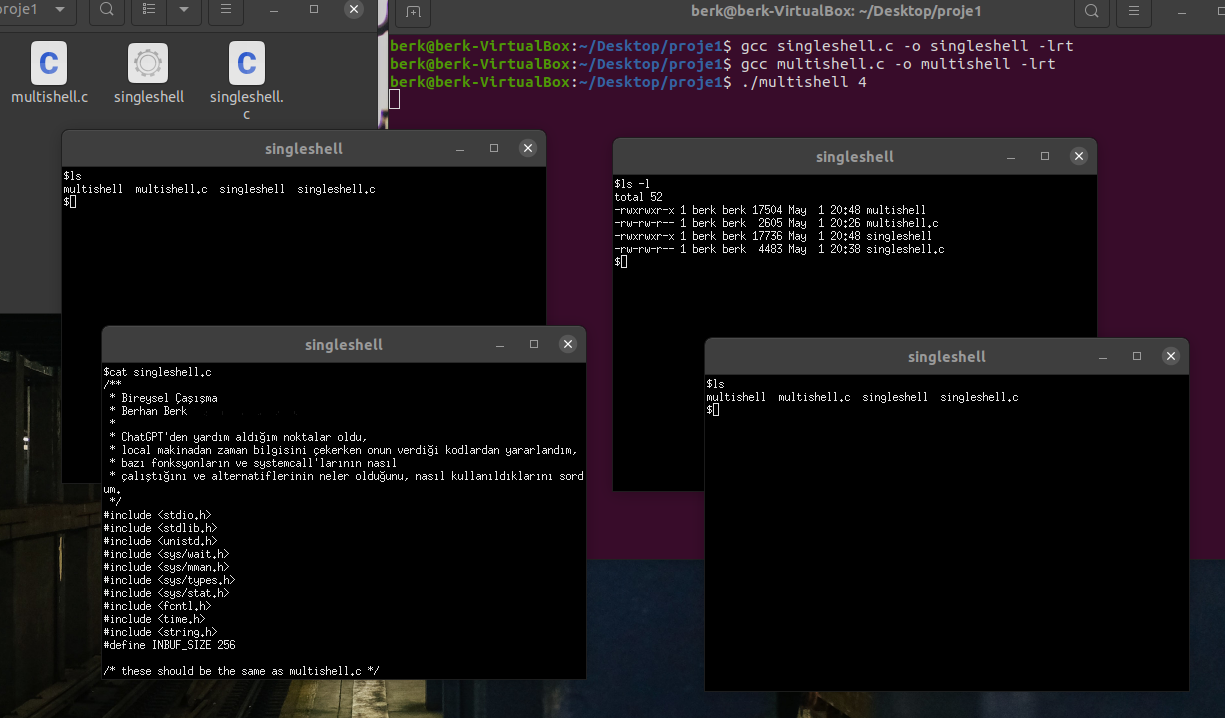 proje1
multishell.c
singleshell
singleshell.
c
berk@berk-VirtualBox: ~/Desktop/proje1
berk@berk-VirtualBox:~/Desktop/proje1$ gcc singleshell.c -o singleshell -lrt
berk@berk-VirtualBox:~/Desktop/proje1$ gcc multishell.c -o multishell -lrt
berk@berk-VirtualBox:~/Desktop/proje1$ ./multishell 4
singleshell
$ls
multishell  multishell.c  singleshell  singleshell.c
$
singleshell
$ls -l
total 52
-rwxrwxr-x 1 berk berk 17504 May  1 20:48 multishell
-rw-rw-r-- 1 berk berk  2605 May  1 20:26 multishell.c
-rwxrwxr-x 1 berk berk 17736 May  1 20:48 singleshell
-rw-rw-r-- 1 berk berk  4483 May  1 20:38 singleshell.c
$
singleshell
$cat singleshell.c
/**
 * Bireysel Çaşışma
 * Berhan Berk
 *
 * ChatGPT'den yardım aldığım noktalar oldu,
 * local makinadan zaman bilgisini çekerken onun verdiği kodlardan yararlandım,
 * bazı fonksyonların ve systemcall'larının nasıl
 * çalıştığını ve alternatiflerinin neler olduğunu, nasıl kullanıldıklarını sord
um.
 */
#include <stdio.h>
#include <stdlib.h>
#include <unistd.h>
#include <sys/wait.h>
#include <sys/mman.h>
#include <sys/types.h>
#include <sys/stat.h>
#include <fcntl.h>
#include <time.h>
#include <string.h>
#define INBUF_SIZE 256

/* these should be the same as multishell.c */
singleshell
$ls
multishell  multishell.c  singleshell  singleshell.c
$